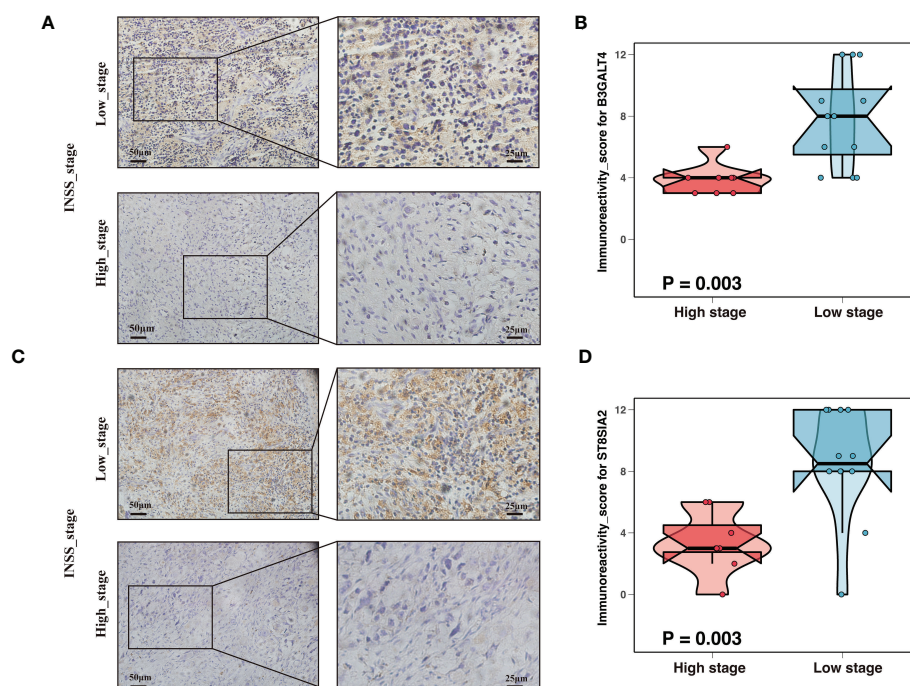 A
INSS_stage
Low_stage
50μm
25μm
High_stage
50μm
25μm
B
Immunoreactivity_score for B3GALT4
12
8
4
0
P = 0.003
High stage
Low stage
C
INSS_stage
Low_stage
50μm
25μm
High_stage
50μm
25μm
D
Immunoreactivity_score for ST8SIA2
12
8
4
0
P = 0.003
High stage
Low stage